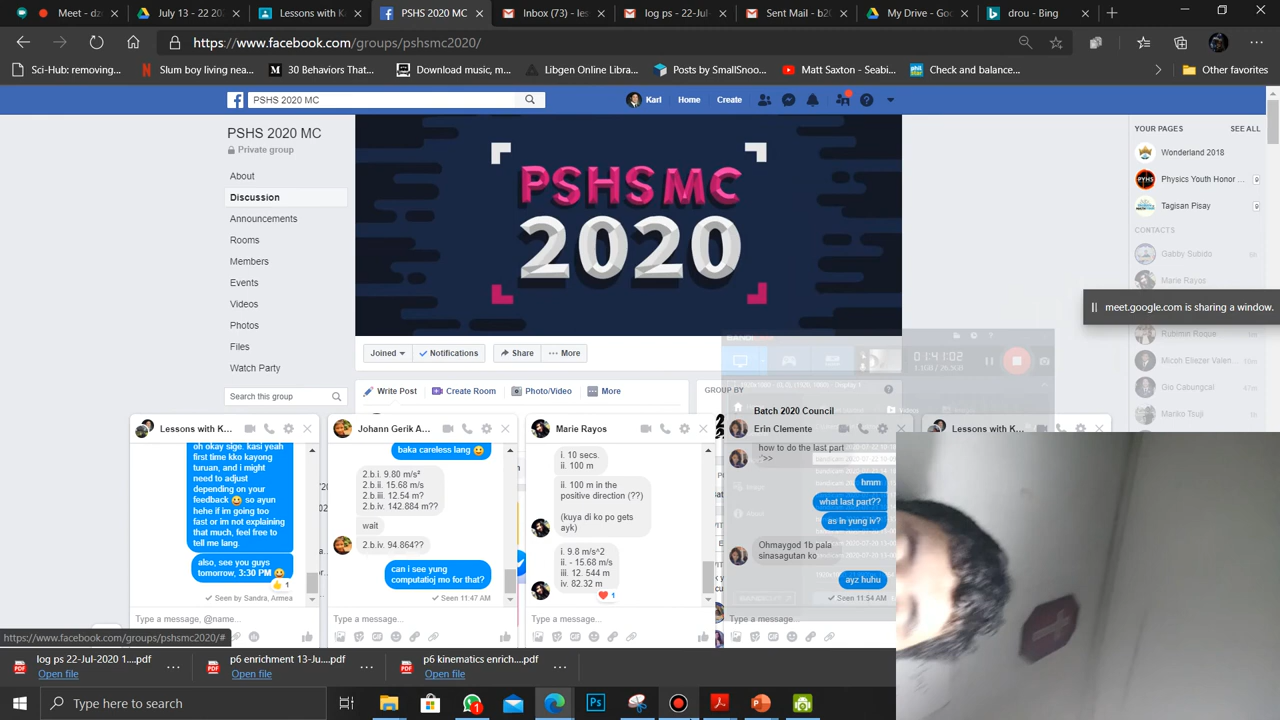 Meet - dz
July 13 - 22 20
Lessons with K
PSHS 2020 MC
Inbox (73) - les
log ps - 22-Jul
Sent Mail - b20
My Drive - Goo
drou - Bing
https://www.facebook.com/groups/pshsmc2020/
Sci-Hub: removing...
Slum boy living nea...
30 Behaviors That...
Download music, m...
Libgen Online Libra...
Posts by SmallSnoo...
Matt Saxton - Seabi...
Check and balance...
Other favorites
PSHS 2020 MC
Karl
Home
Create
PSHS 2020 MC
Private group
About
Discussion
Announcements
Rooms
Members
Events
Videos
Photos
Files
Watch Party
Search this group
PSHS MC
2020
YOUR PAGES
SEE ALL
Wonderland 2018
Physics Youth Honor ...
Tagisan Pisay
CONTACTS
Gabby Subido
Marie Rayos
meet.google.com is sharing a window.
Rubimin Roque
Micoh Eliezer Valen...
Gio Cabungcal
Mariko Tsuji
Joined
Notifications
Share
More
Write Post
Create Room
Photo/Video
More
GROUP BY
01:41:02
Lessons with K...
oh okay sige. kasi yeah
first time kko kayong
turuan, and i might
need to adjust
depending on your
feedback 😆 so ayun
hehe if im going too
fast or im not explaining
that much, feel free to
tell me lang.
also, see you guys
tomorrow, 3:30 PM 😆
1
Seen by Sandra, Armea
Type a message, @name...
Johann Gerik A...
baka careless lang 😆
2.b.i. 9.80 m/s²
2.b.ii. 15.68 m/s
2.b.iii. 12.54 m?
2.b.iv. 142.884 m??
wait
2.b.iv. 94.864??
can i see yung
computatioj mo for that?
Seen 11:47 AM
Type a message...
Marie Rayos
i. 10 secs.
ii. 100 m
ii. 100 m in the
positive direction (??)
(kuya di ko po gets
ayk)
i. 9.8 m/s^2
ii. - 15.68 m/s
iii. 12. 544 m
iv. 82.32 m
1
Type a message...
Batch 2020 Council
Erin Clemente
how to do the last part
:'>>
hmm
what last part??
as in yung iv?
Ohmaygod 1b pala
sinasagutan ko
ayz huhu
Seen 11:54 AM
Type a message...
Lessons with K...
https://www.facebook.com/groups/pshsmc2020/#
log ps 22-Jul-2020 1....pdf
Open file
p6 enrichment 13-Ju....pdf
Open file
p6 kinematics enric....pdf
Open file
Type here to search